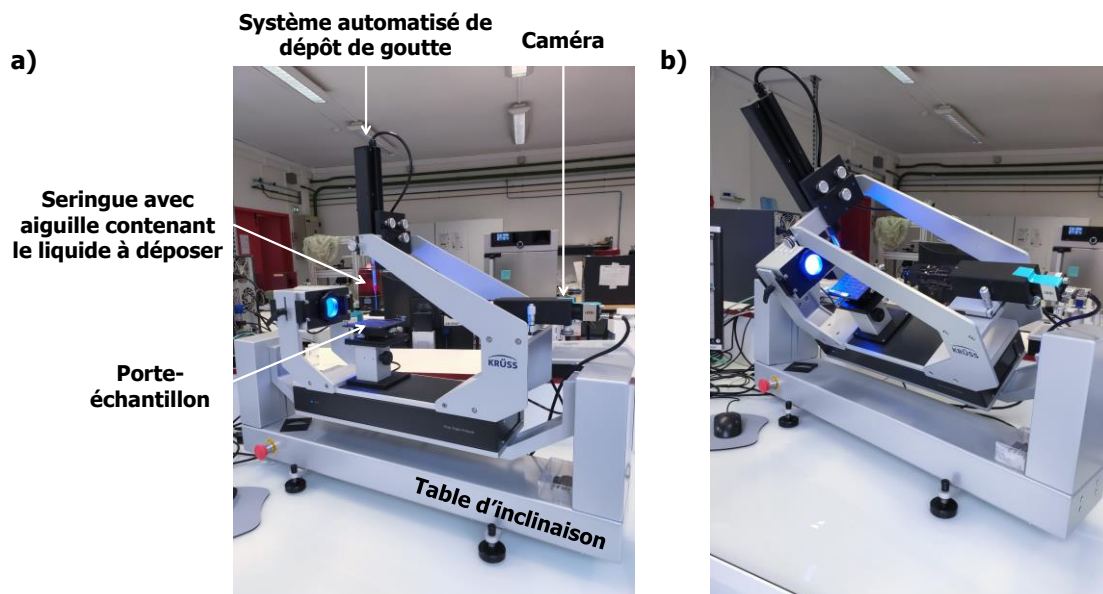 Système automatisé de
dépôt de goutte
Caméra
a)
b)
Seringue avec
aiguille contenant
le liquide à déposer
Porte-
échantillon
KRÜSS
Table d'inclinaison
KRÜSS